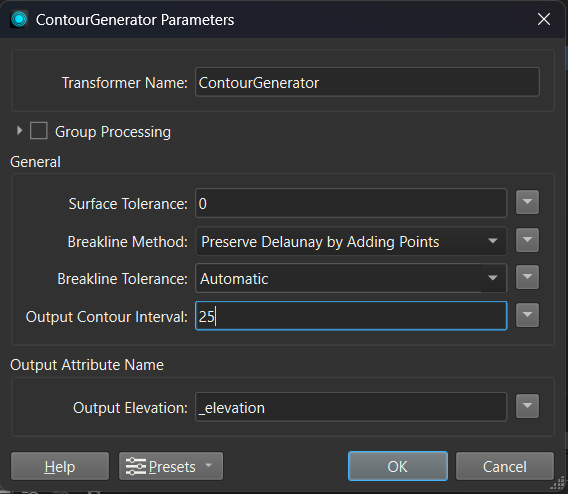 ContourGenerator Parameters
Transformer Name: ContourGenerator
Group Processing
General
Surface Tolerance: 0
Breakline Method: Preserve Delaunay by Adding Points
Breakline Tolerance: Automatic
Output Contour Interval: 25
Output Attribute Name
Output Elevation: _elevation
Help Presets OK Cancel